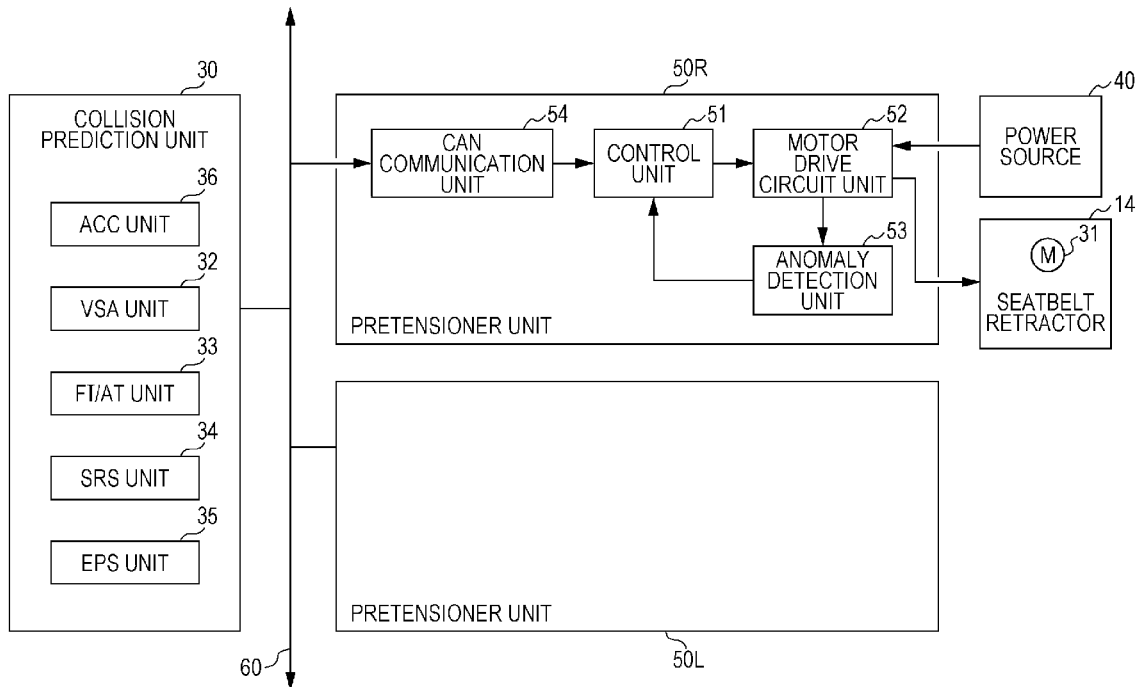 30
COLLISION
PREDICTION UNIT
36
ACC UNIT
32
VSA UNIT
33
FI/AT UNIT
34
SRS UNIT
35
EPS UNIT
60
50R
54
CAN
COMMUNICATION
UNIT
51
CONTROL
UNIT
52
MOTOR
DRIVE
CIRCUIT UNIT
53
ANOMALY
DETECTION
UNIT
PRETENSIONER UNIT
40
POWER
SOURCE
14
31
M
SEATBELT
RETRACTOR
PRETENSIONER UNIT
50L